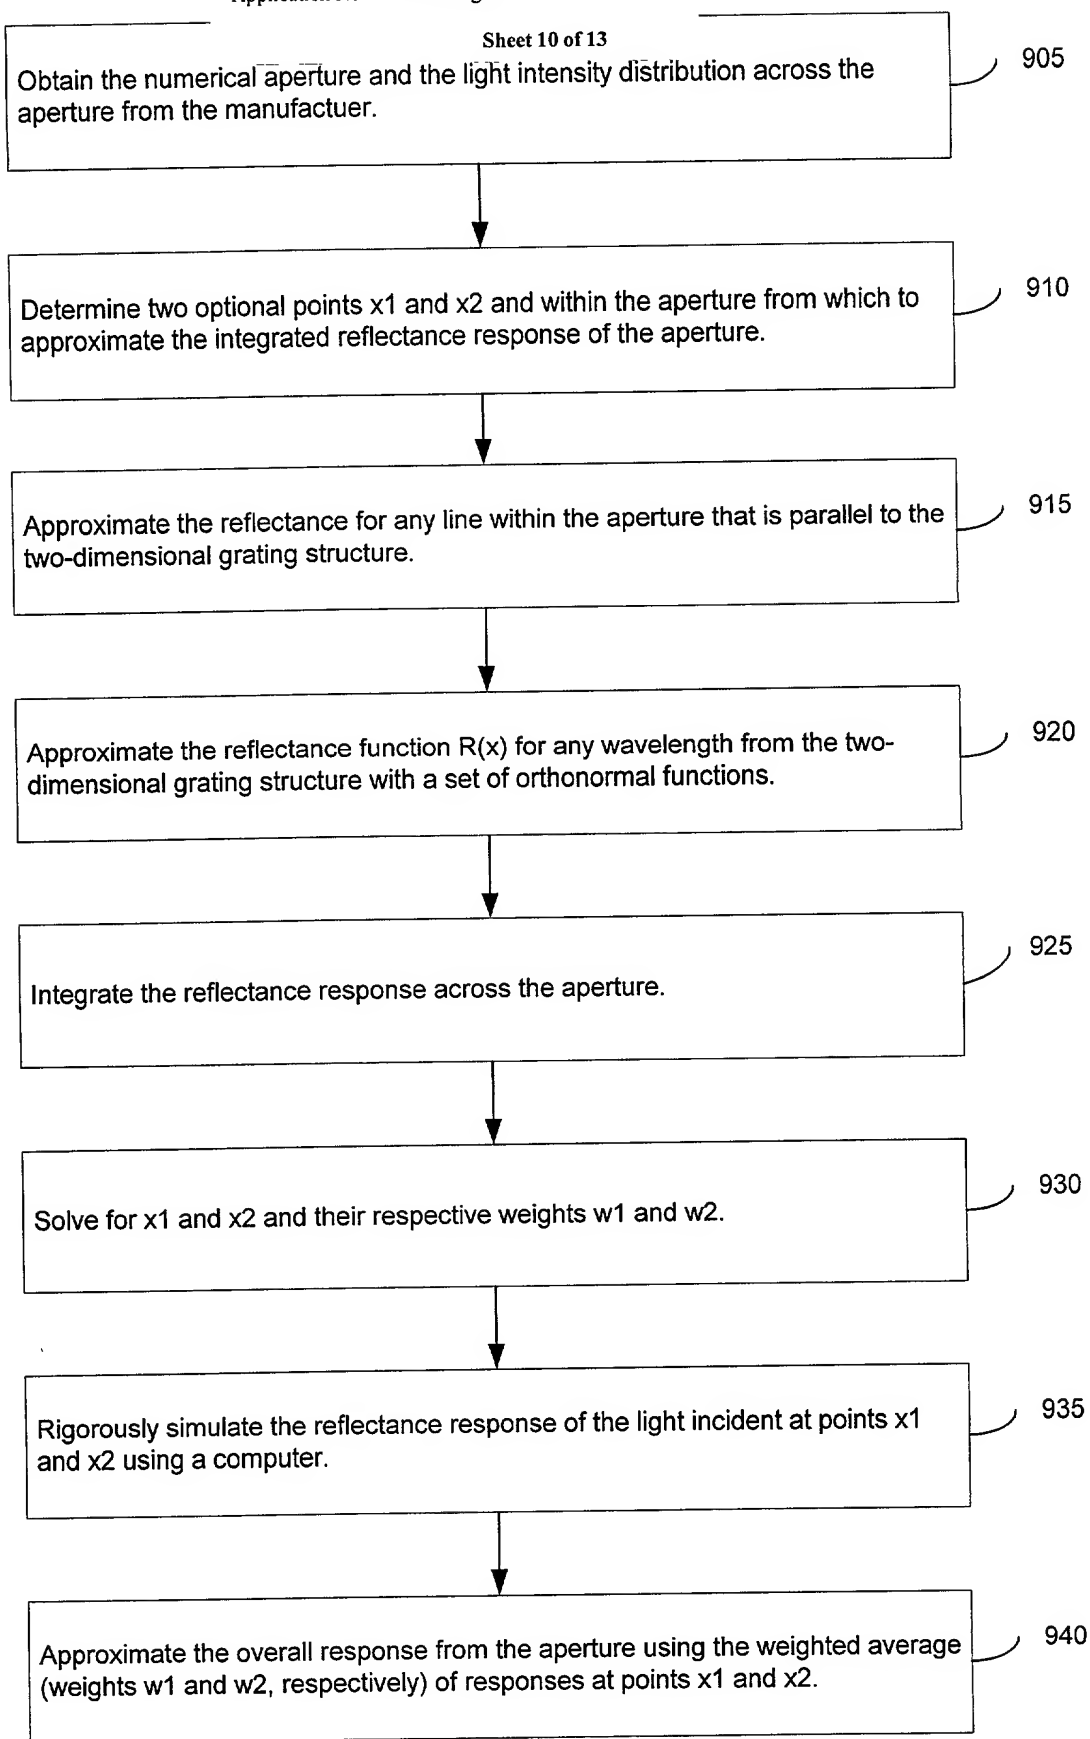 Sheet 10 of 13
Obtain the numerical aperture and the light intensity distribution across the
aperture from the manufactuer.
905
Determine two optional points x1 and x2 and within the aperture from which to
approximate the integrated reflectance response of the aperture.
910
Approximate the reflectance for any line within the aperture that is parallel to the
two-dimensional grating structure.
915
Approximate the reflectance function R(x) for any wavelength from the two-
dimensional grating structure with a set of orthonormal functions.
920
Integrate the reflectance response across the aperture.
925
Solve for x1 and x2 and their respective weights w1 and w2.
930
Rigorously simulate the reflectance response of the light incident at points x1
and x2 using a computer.
935
Approximate the overall response from the aperture using the weighted average
(weights w1 and w2, respectively) of responses at points x1 and x2.
940